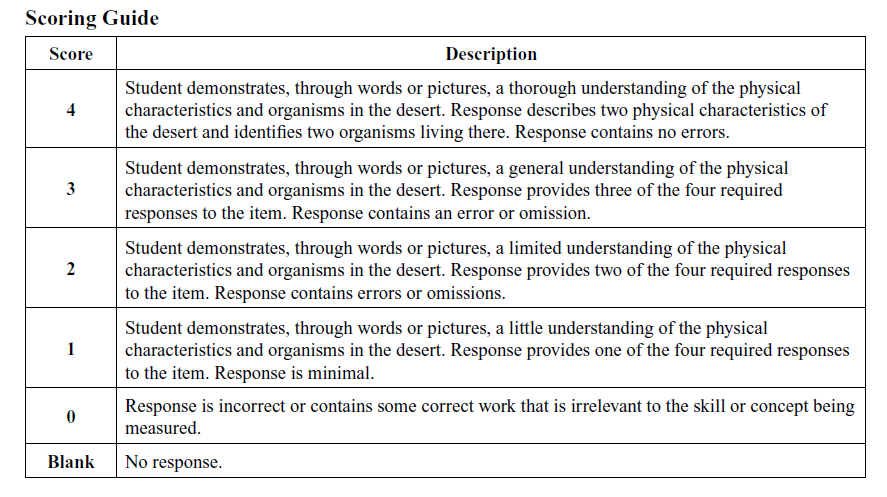 Scoring Guide
Score Description
4
Student demonstrates, through words or pictures, a thorough understanding of the physical
characteristics and organisms in the desert. Response describes two physical characteristics of
the desert and identifies two organisms living there. Response contains no errors.
3
Student demonstrates, through words or pictures, a general understanding of the physical
characteristics and organisms in the desert. Response provides three of the four required
responses to the item. Response contains an error or omission.
2
Student demonstrates, through words or pictures, a limited understanding of the physical
characteristics and organisms in the desert. Response provides two of the four required responses
to the item. Response contains errors or omissions.
1
Student demonstrates, through words or pictures, a little understanding of the physical
characteristics and organisms in the desert. Response provides one of the four required responses
to the item. Response is minimal.
0
Response is incorrect or contains some correct work that is irrelevant to the skill or concept being
measured.
Blank No response.